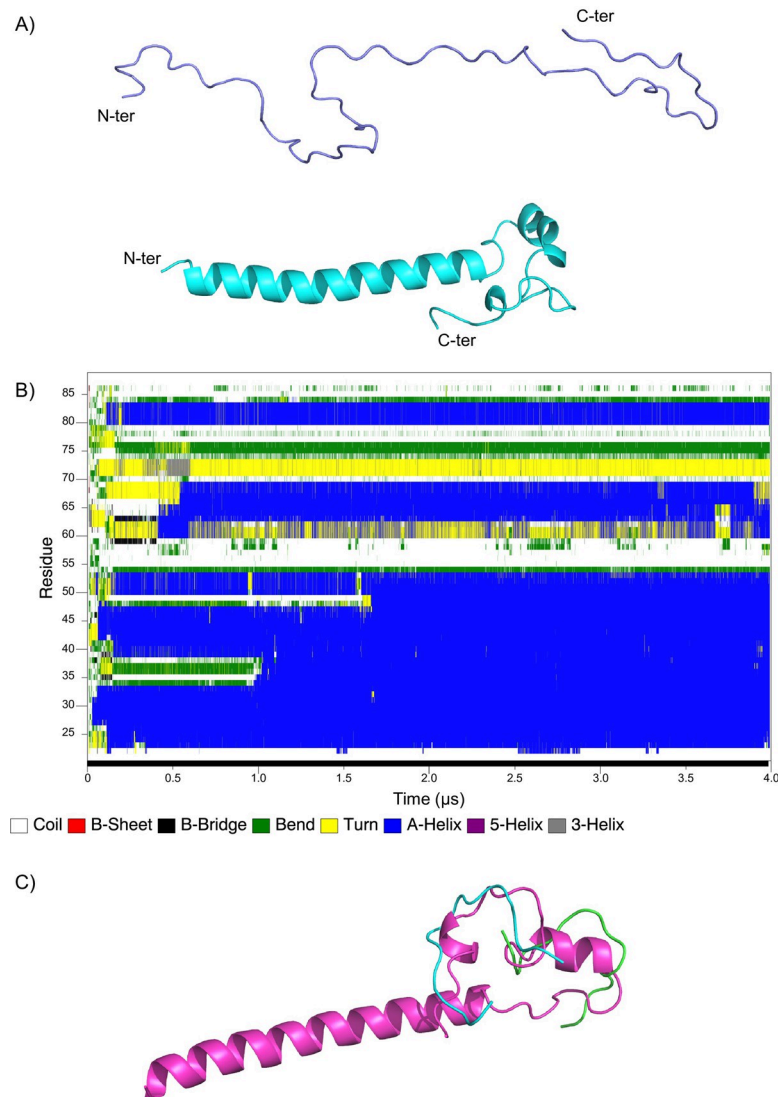 A)
C-ter
N-ter
N-ter
C-ter
B)
85
80
75
70
65
60
55
50
45
40
35
30
25
Residue
0 0.5 1.0 1.5 2.0 2.5 3.0 3.5 4.0
Time (μs)
Coil B-Sheet B-Bridge Bend Turn A-Helix 5-Helix 3-Helix
C)